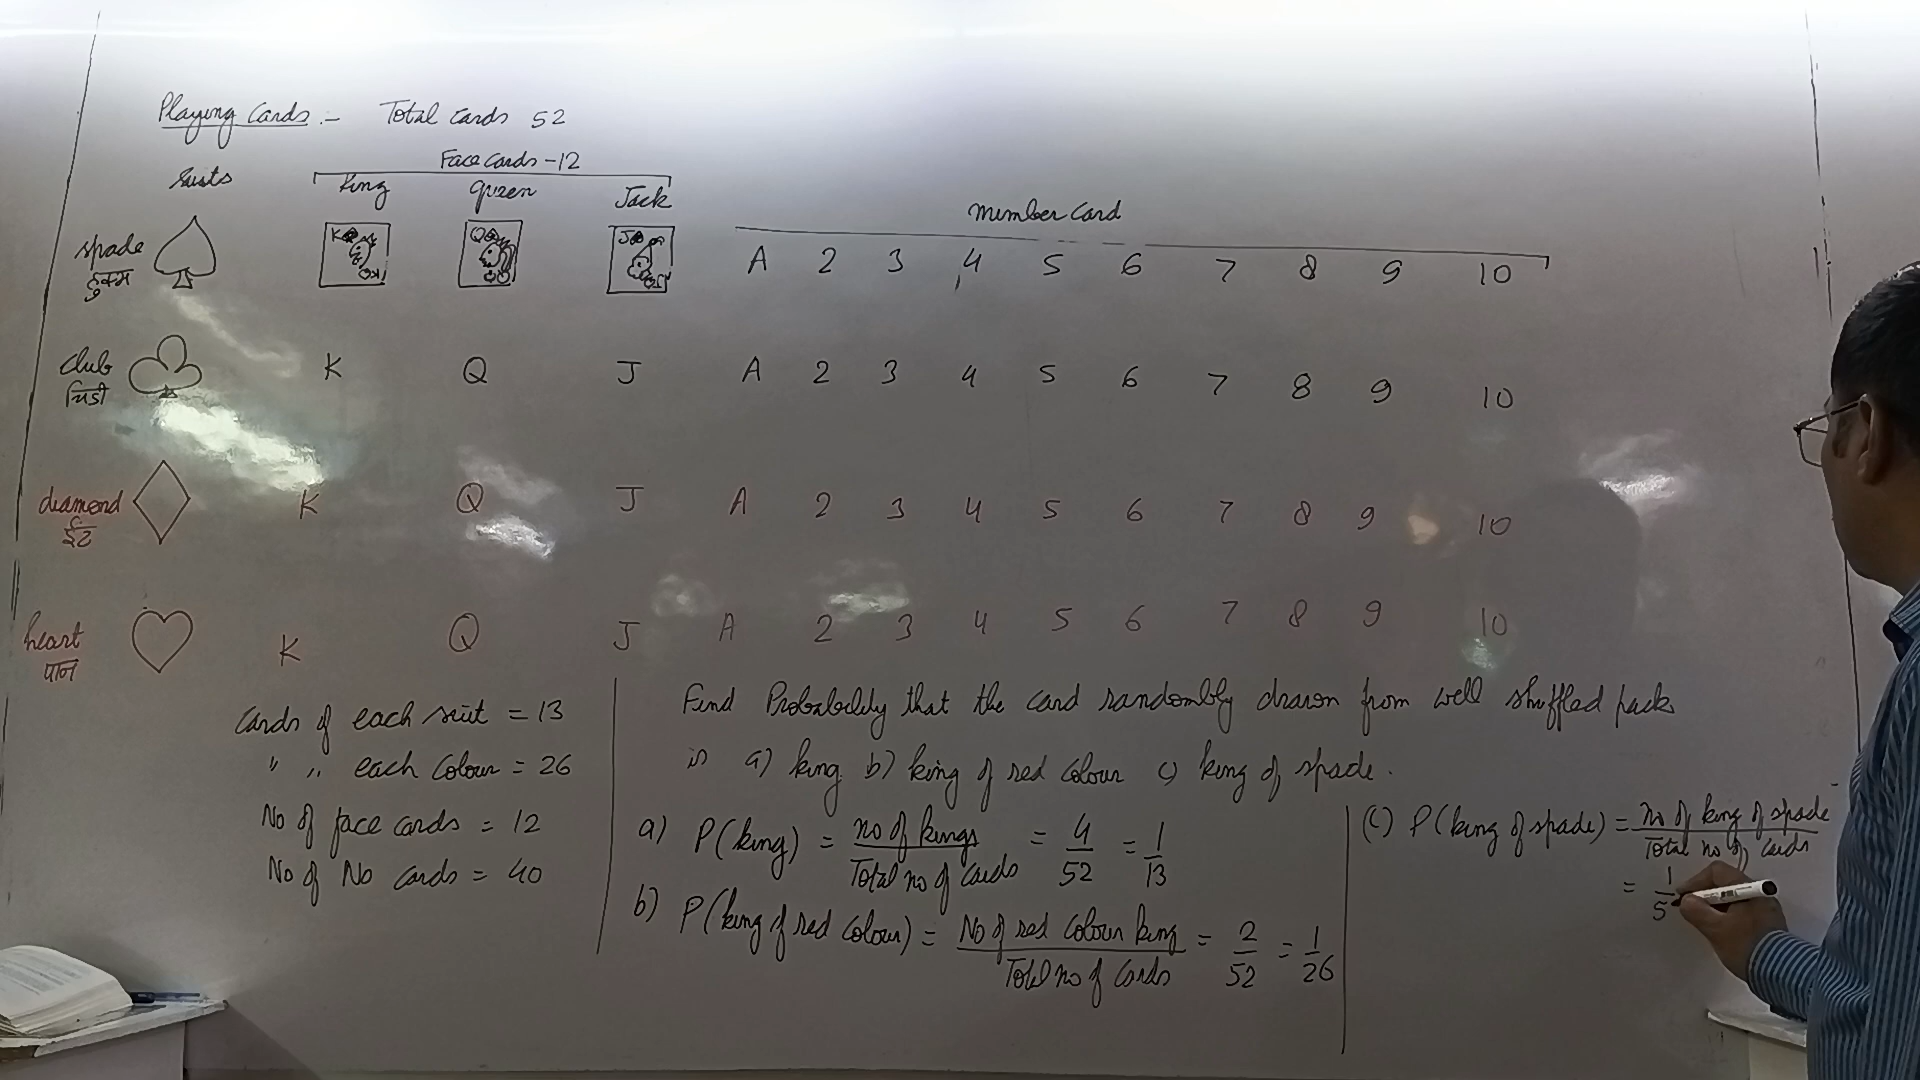 Playing Cards :- Total cards 52
Face cards - 12
Suits King Queen Jack
Number Card
spade A 2 3 4 5 6 7 8 9 10
हुक्म
K Q J
club K Q J A 2 3 4 5 6 7 8 9 10
चिड़ी
diamond K Q J A 2 3 4 5 6 7 8 9 10
ईंट
heart K Q J A 2 3 4 5 6 7 8 9 10
पान
Cards of each suit = 13
" " each Colour = 26
No of face cards = 12
No of No cards = 40
Find Probability that the card randombly drawn from well shuffled pack
is a) king b) king of red colour c) king of spade.
a) P(king) = no of kings / Total no of cards = 4/52 = 1/13
b) P(king of red colour) = No of red colour king / Total no of cards = 2/52 = 1/26
(c) P(king of spade) = no of king of spade / Total no of cards
= 1/5